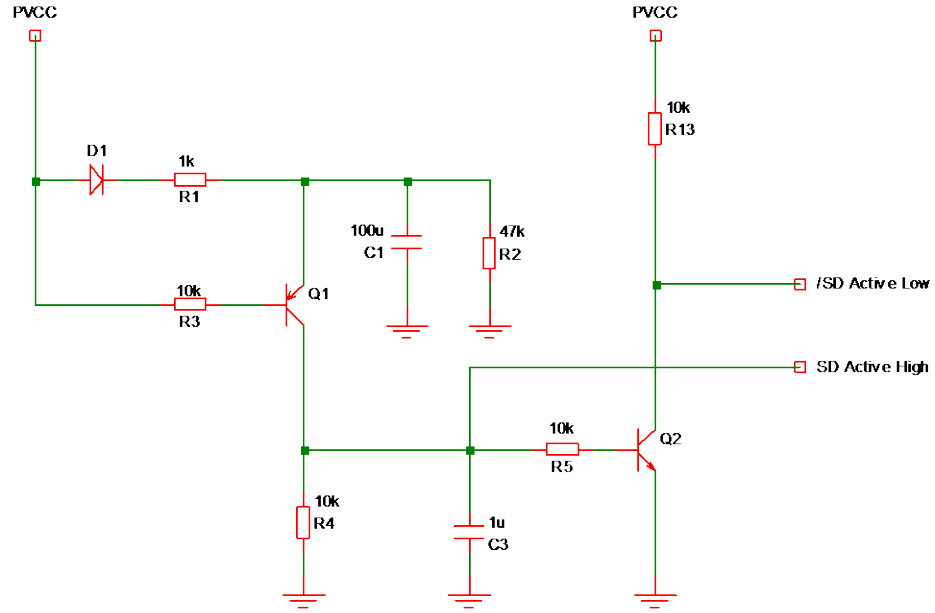 PVCC
PVCC
10k
R13
D1
1k
R1
100u
C1
47k
R2
10k
R3
Q1
/SD Active Low
SD Active High
10k
R5
Q2
10k
R4
1u
C3